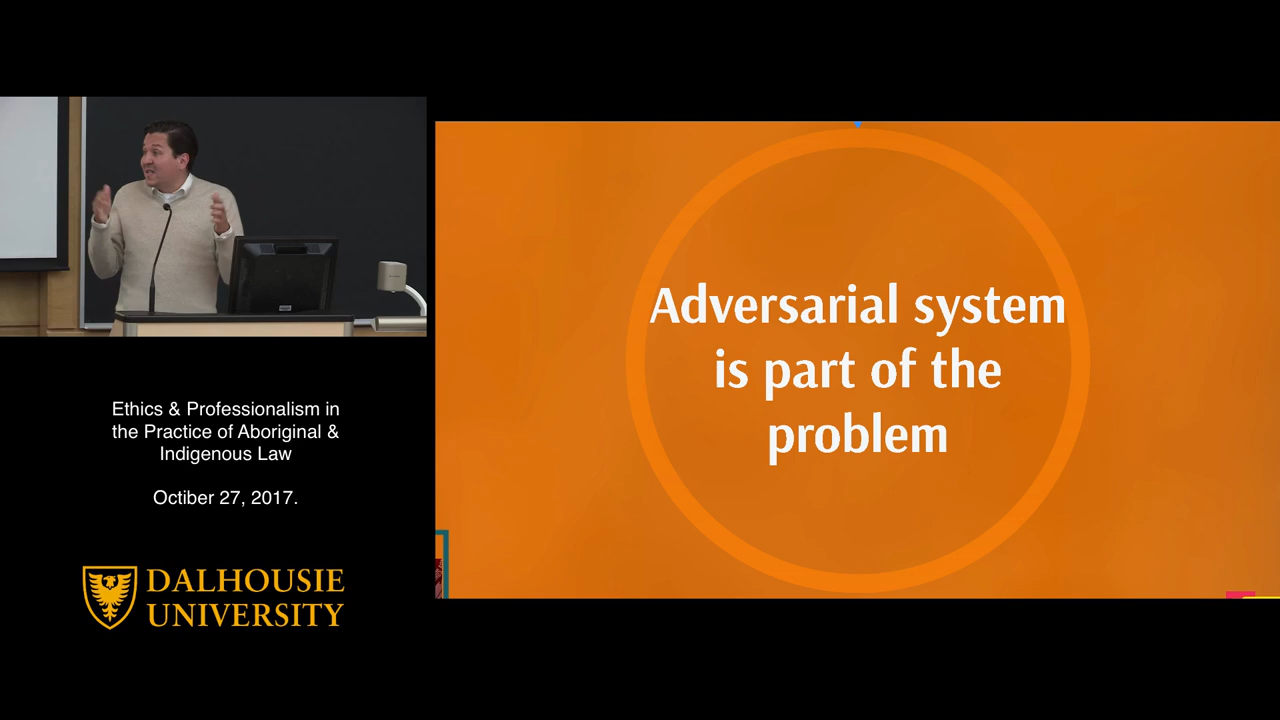 Adversarial system
is part of the
problem
Ethics & Professionalism in
the Practice of Aboriginal &
Indigenous Law
Octiber 27, 2017.
DALHOUSIE
UNIVERSITY